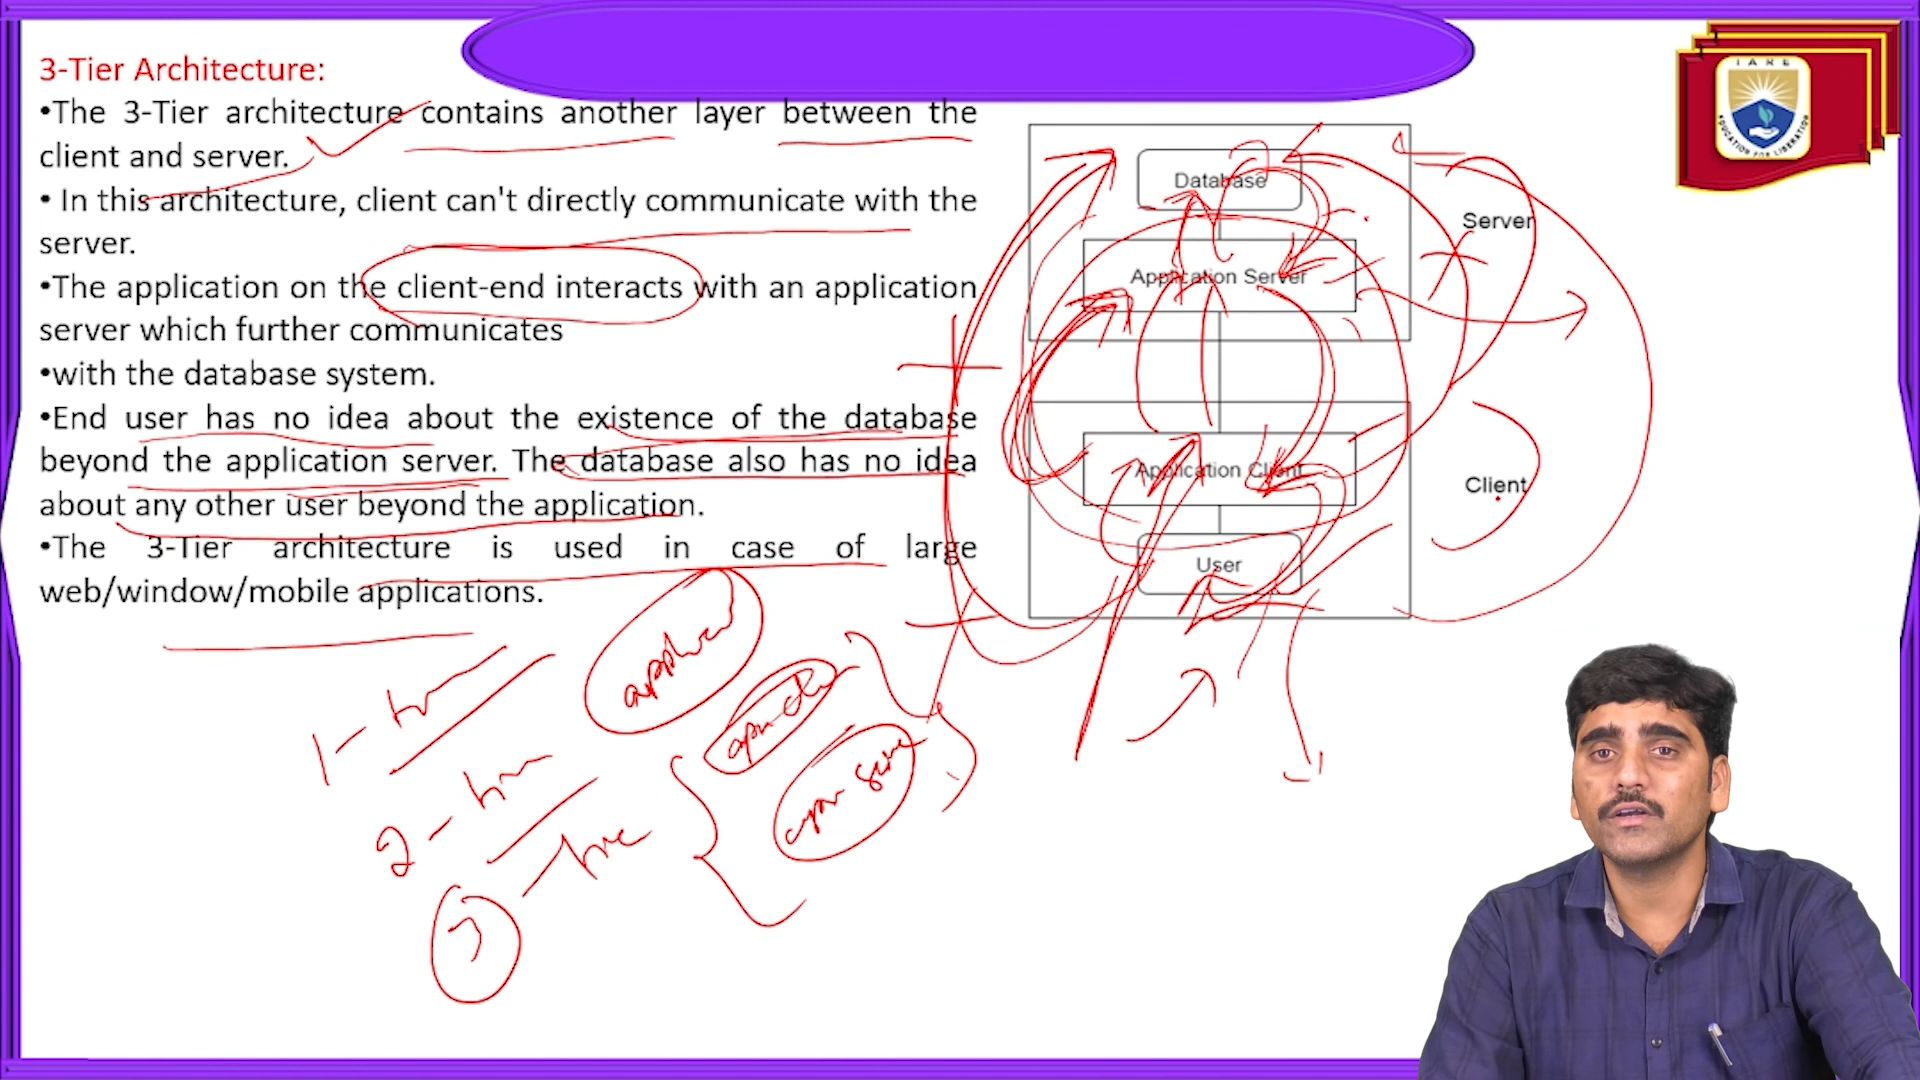 3-Tier Architecture:
•The 3-Tier architecture contains another layer between the
client and server.
• In this architecture, client can't directly communicate with the
server.
•The application on the client-end interacts with an application
server which further communicates
•with the database system.
•End user has no idea about the existence of the database
beyond the application server. The database also has no idea
about any other user beyond the application.
•The 3-Tier architecture is used in case of large
web/window/mobile applications.
Database
Application Server
Server
Application Client
Client
User
IARE
EDUCATION FOR LIBERATION
1 -
2 -
3 -